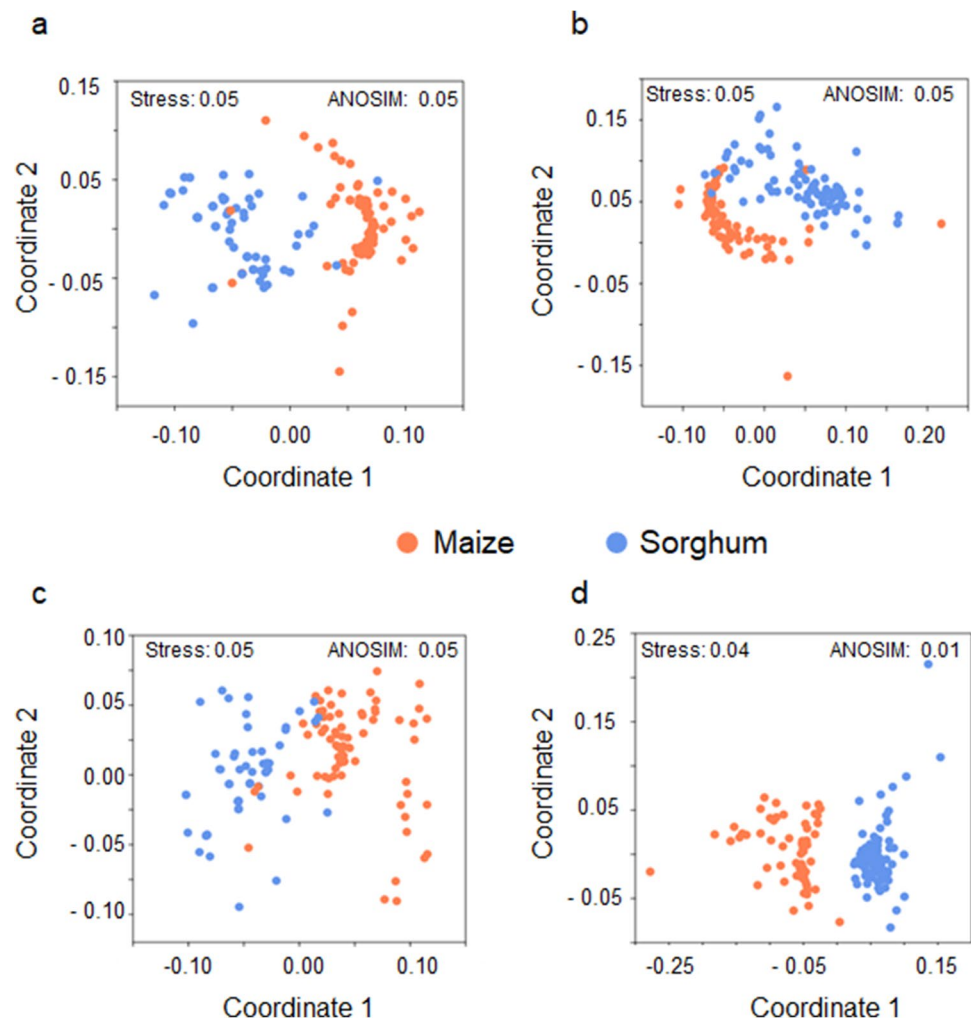 a
Stress: 0.05 ANOSIM: 0.05
Coordinate 2
0.15
0.05
- 0.05
- 0.15
-0.10 0.00 0.10
Coordinate 1
b
Stress: 0.05 ANOSIM: 0.05
Coordinate 2
0.15
0.05
- 0.05
- 0.15
-0.10 0.00 0.10 0.20
Coordinate 1
Maize Sorghum
c
Stress: 0.05 ANOSIM: 0.05
Coordinate 2
0.10
0.05
0.00
- 0.05
- 0.10
-0.10 0.00 0.10
Coordinate 1
d
Stress: 0.04 ANOSIM: 0.01
Coordinate 2
0.25
0.15
0.05
- 0.05
-0.25 - 0.05 0.15
Coordinate 1